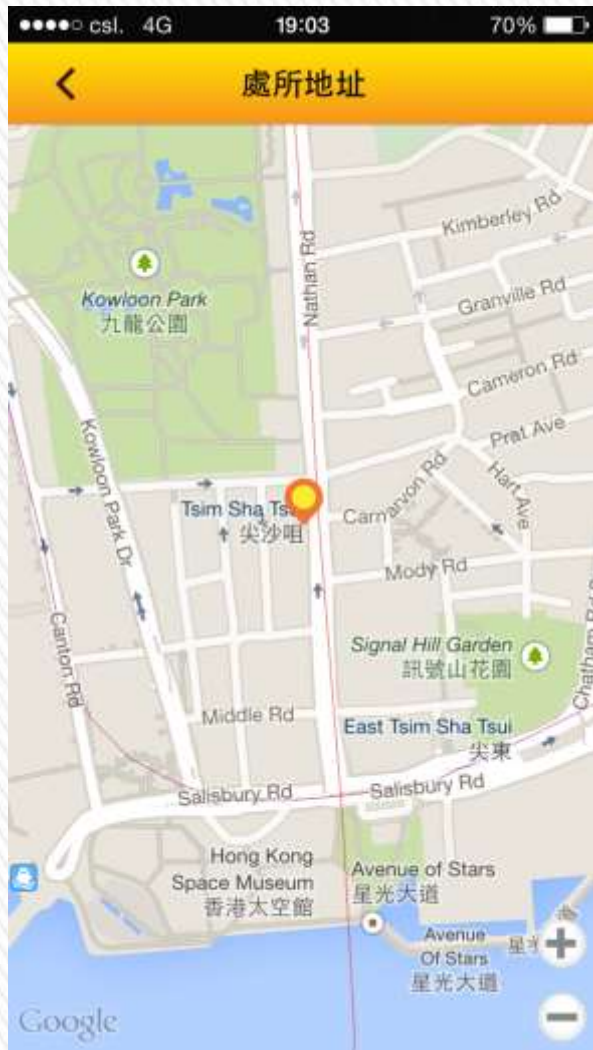 csl. 4G 19:03 70%
處所地址
Kimberley Rd
Nathan Rd
Granville Rd
Kowloon Park
九龍公園
Cameron Rd
Prat Ave
Kowloon Park Dr
Hart Ave
Carnarvon Rd
Tsim Sha
尖沙咀
Mody Rd
Canton Rd
Signal Hill Garden
訊號山花園
Chatham Rd
Middle Rd
East Tsim Sha Tsui
尖東
Salisbury Rd
Salisbury Rd
Hong Kong
Space Museum
香港太空館
Avenue of Stars
星光大道
Avenue
Of Stars
星光大道
星
Google